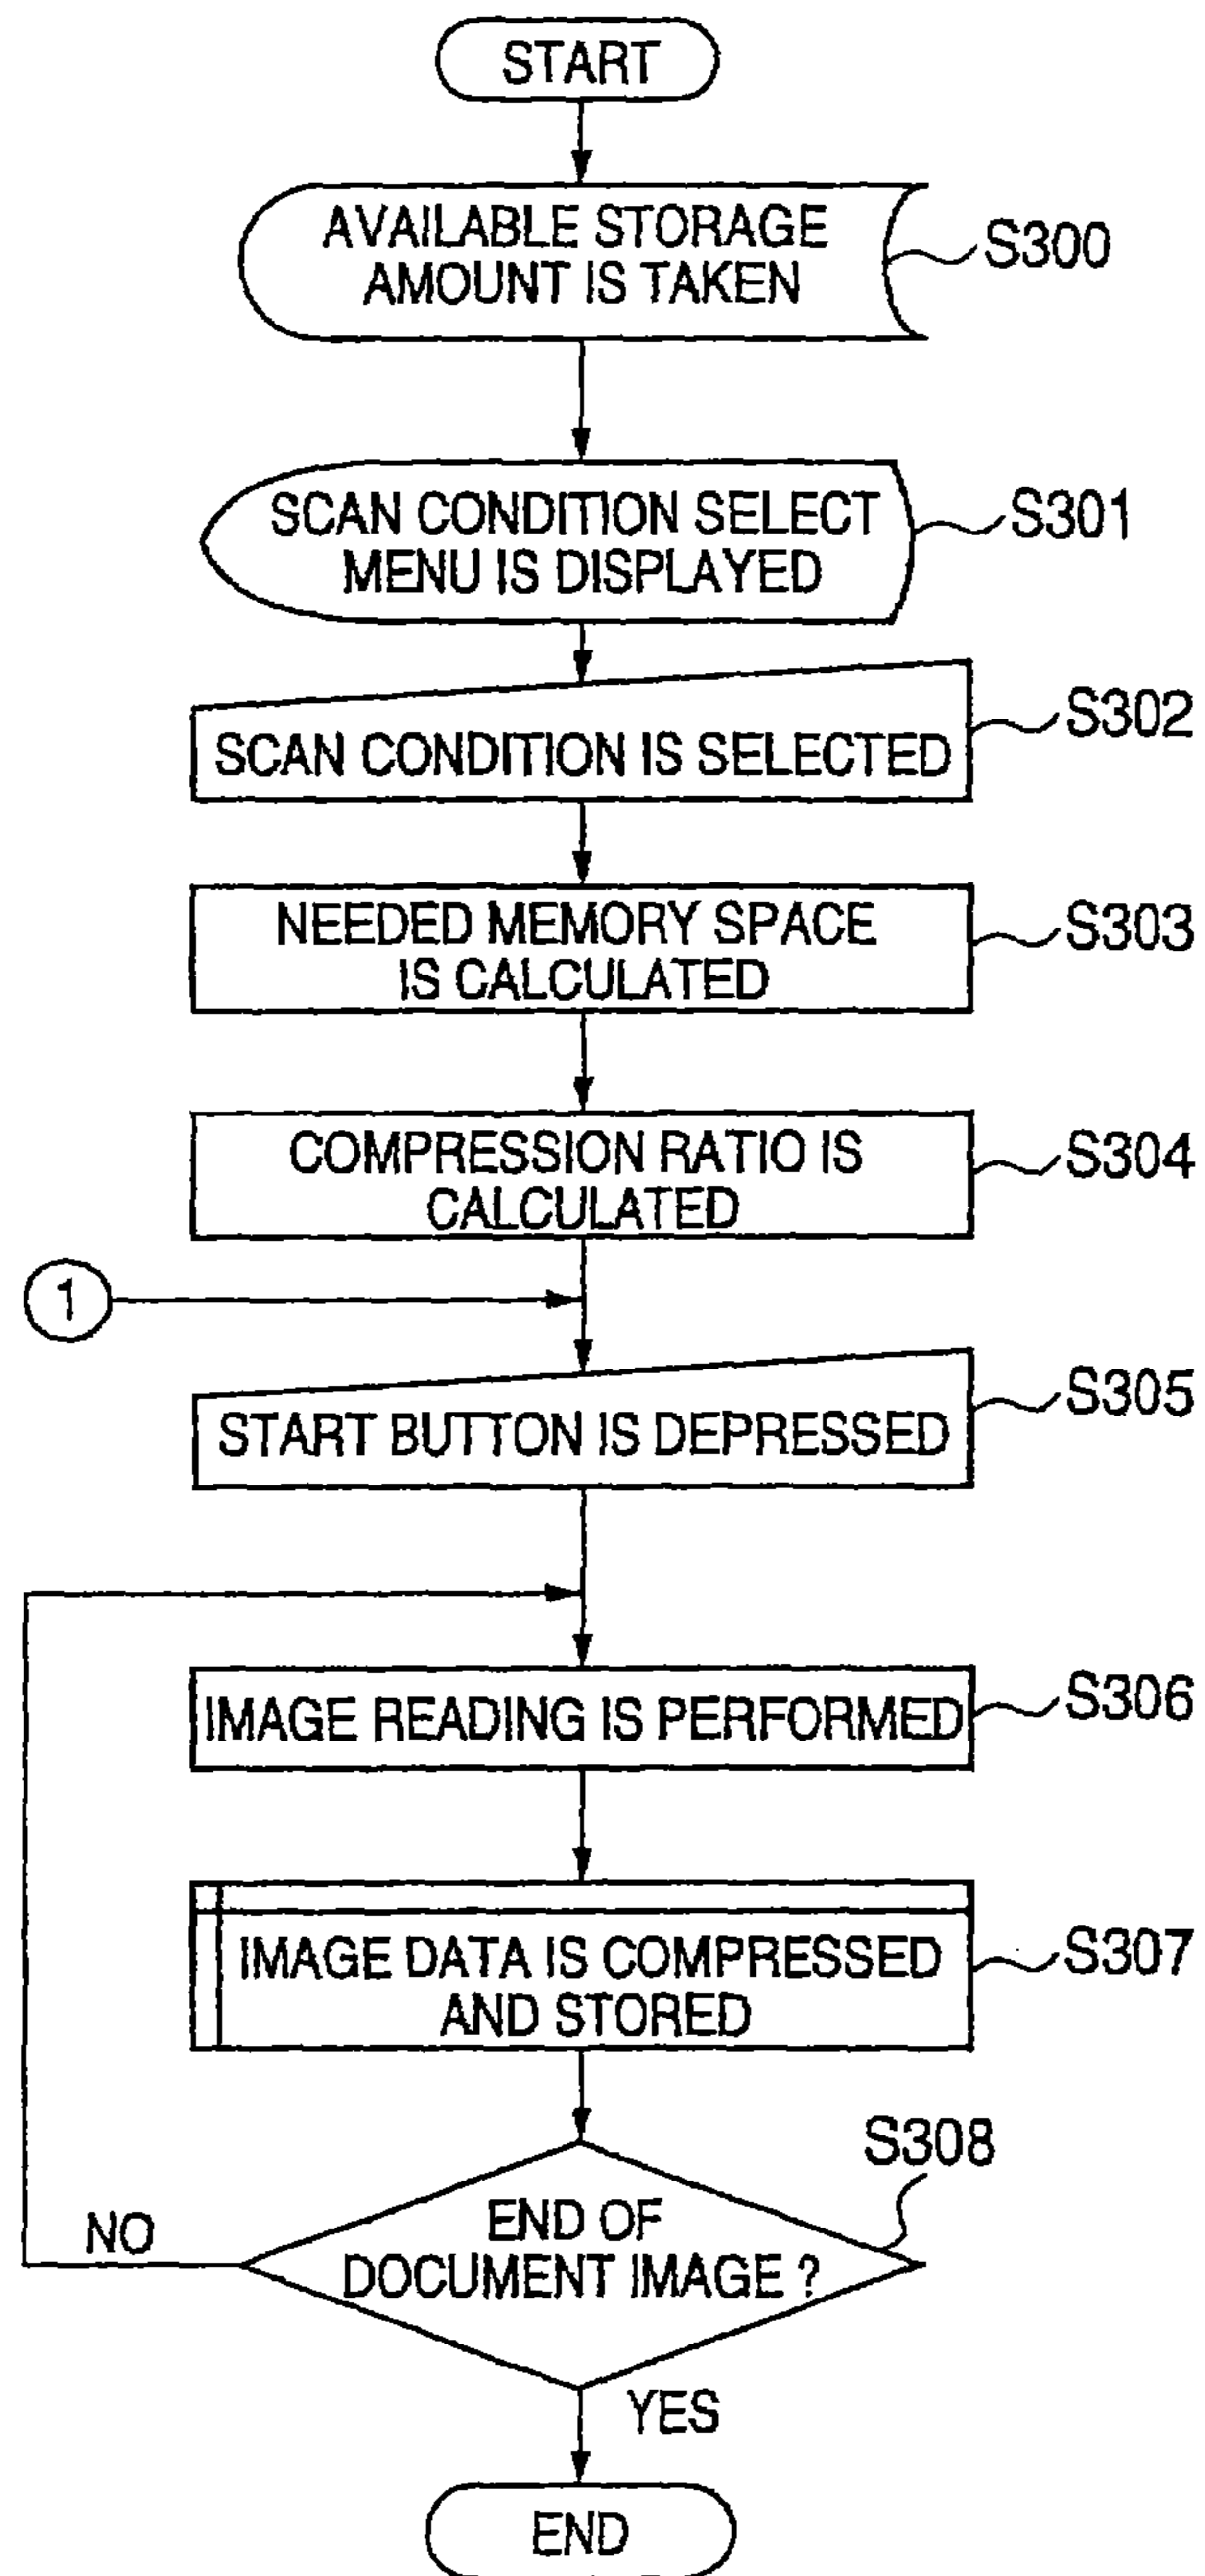 START
AVAILABLE STORAGE
AMOUNT IS TAKEN
S300
SCAN CONDITION SELECT
MENU IS DISPLAYED
S301
SCAN CONDITION IS SELECTED
S302
NEEDED MEMORY SPACE
IS CALCULATED
S303
COMPRESSION RATIO IS
CALCULATED
S304
1
START BUTTON IS DEPRESSED
S305
IMAGE READING IS PERFORMED
S306
IMAGE DATA IS COMPRESSED
AND STORED
S307
S308
END OF
DOCUMENT IMAGE ?
NO
YES
END